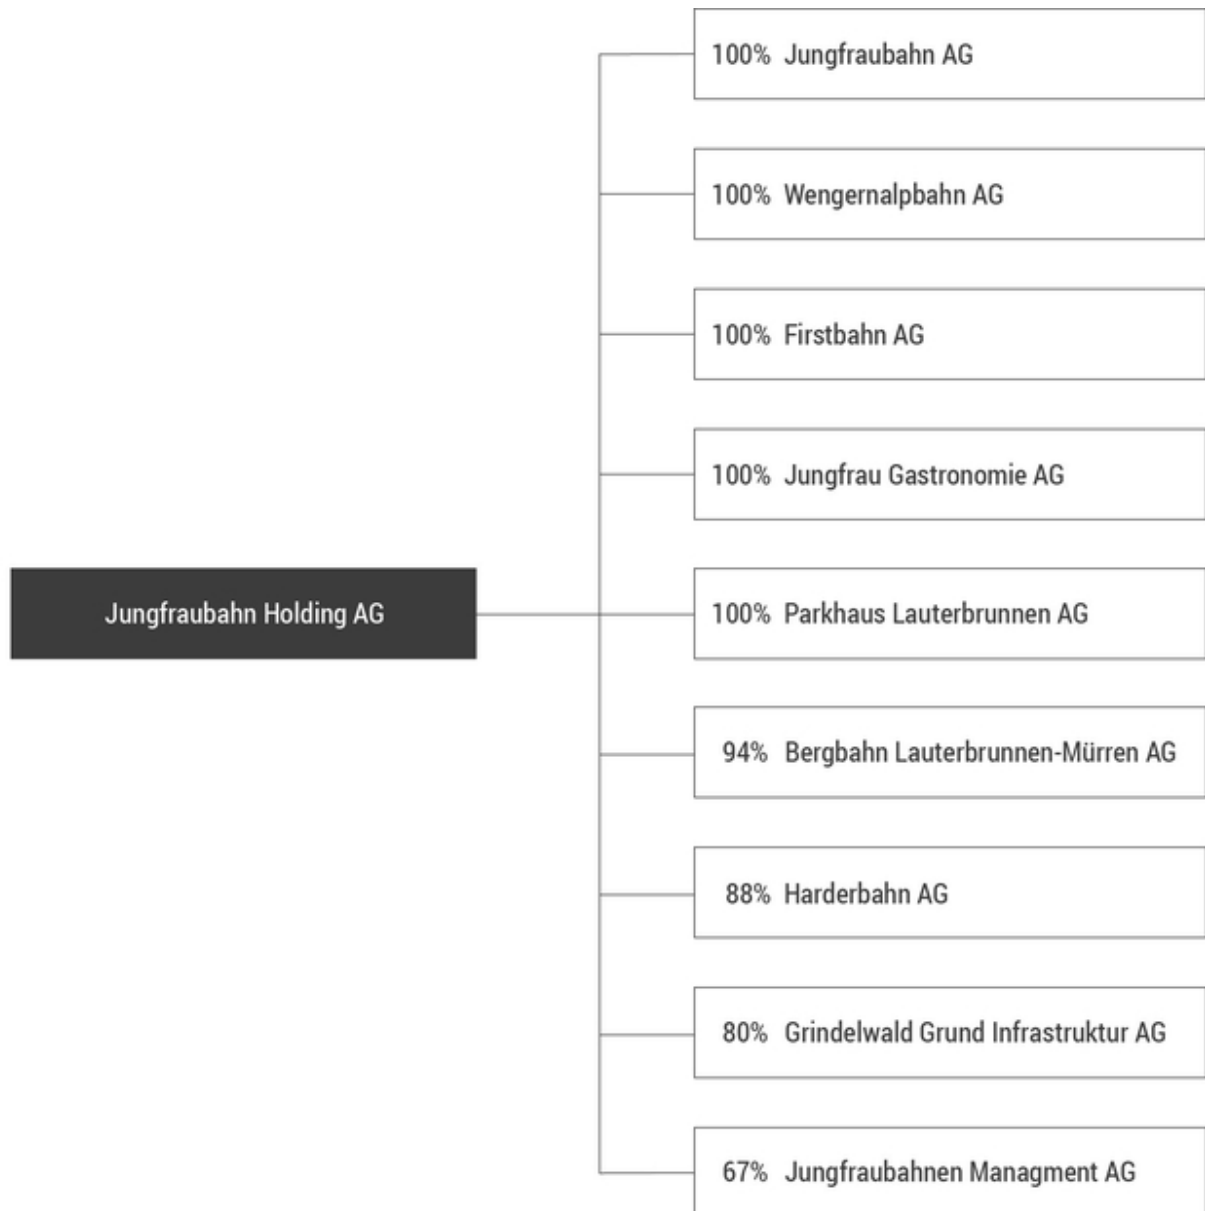 100% Jungfraubahn AG
100% Wengernalpbahn AG
100% Firstbahn AG
100% Jungfrau Gastronomie AG
Jungfraubahn Holding AG
100% Parkhaus Lauterbrunnen AG
94% Bergbahn Lauterbrunnen-Mürren AG
88% Harderbahn AG
80% Grindelwald Grund Infrastruktur AG
67% Jungfraubahnen Managment AG